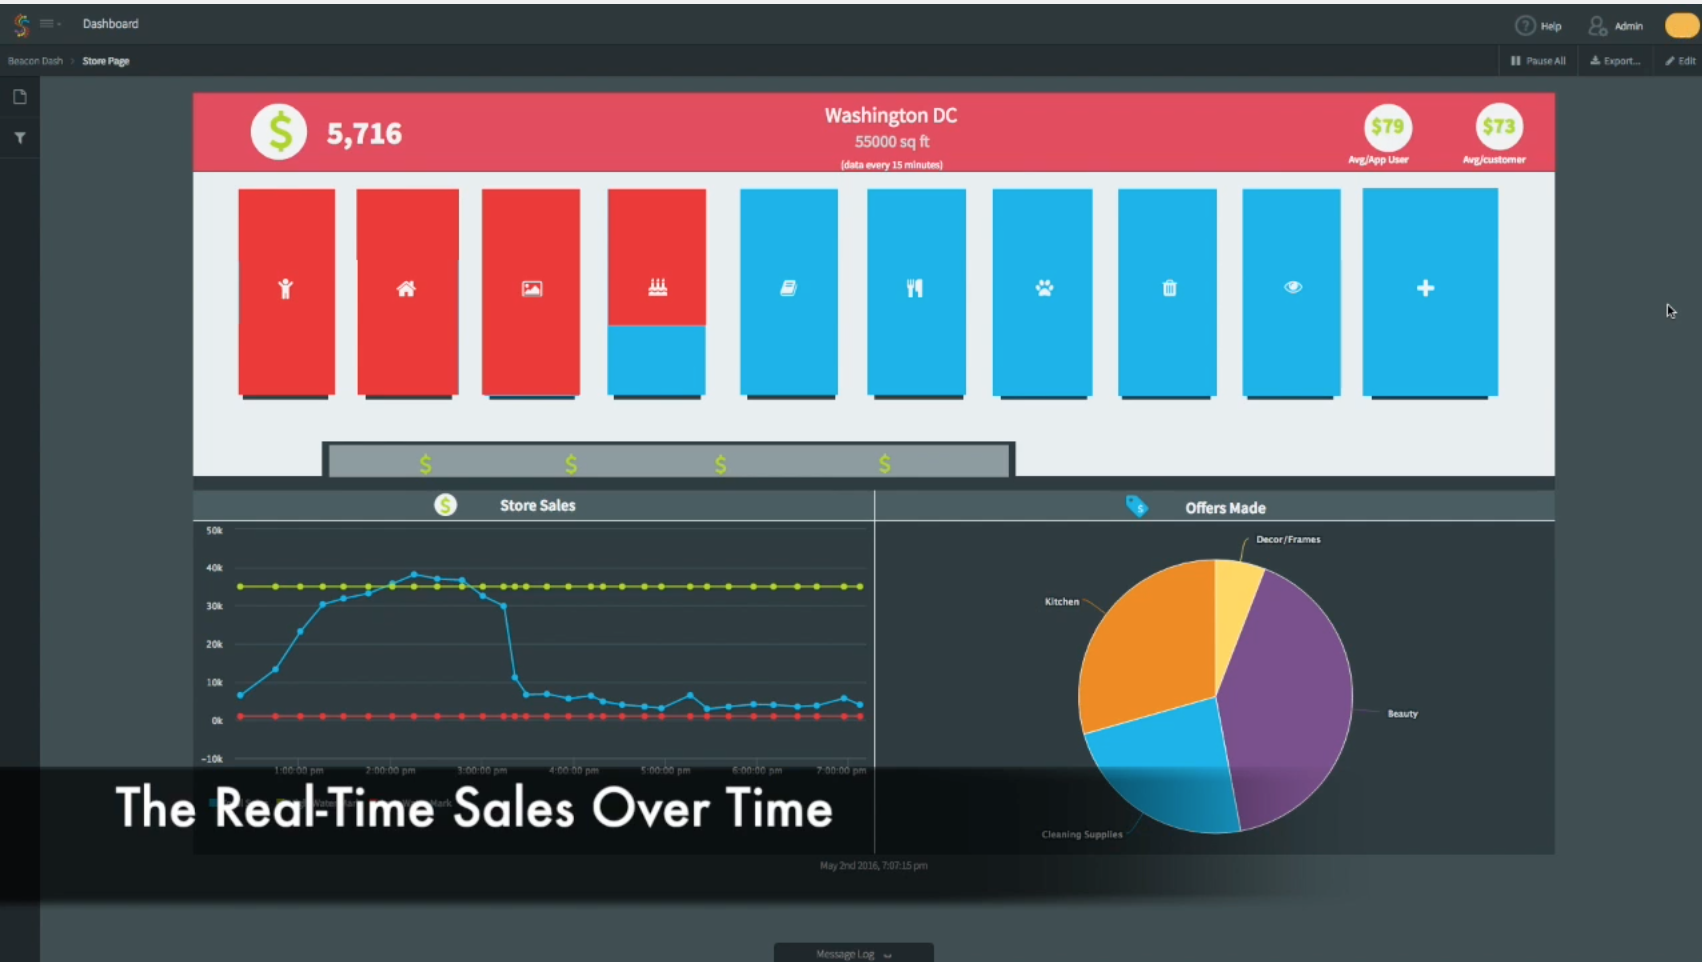 Dashboard
Help
Admin
Beacon Dash > Store Page
Pause All
Export...
Edit
$ 5,716
Washington DC
55000 sq ft
(data every 15 minutes)
$79
Avg/App User
$73
Avg/customer
$ $ $ $
$ Store Sales
Offers Made
50k
40k
30k
20k
10k
0k
-10k
1:00:00 pm 2:00:00 pm 3:00:00 pm 4:00:00 pm 5:00:00 pm 6:00:00 pm 7:00:00 pm
Decor/Frames
Kitchen
Beauty
Cleaning Supplies
The Real-Time Sales Over Time
May 2nd 2016, 7:07:15 pm
Message Log